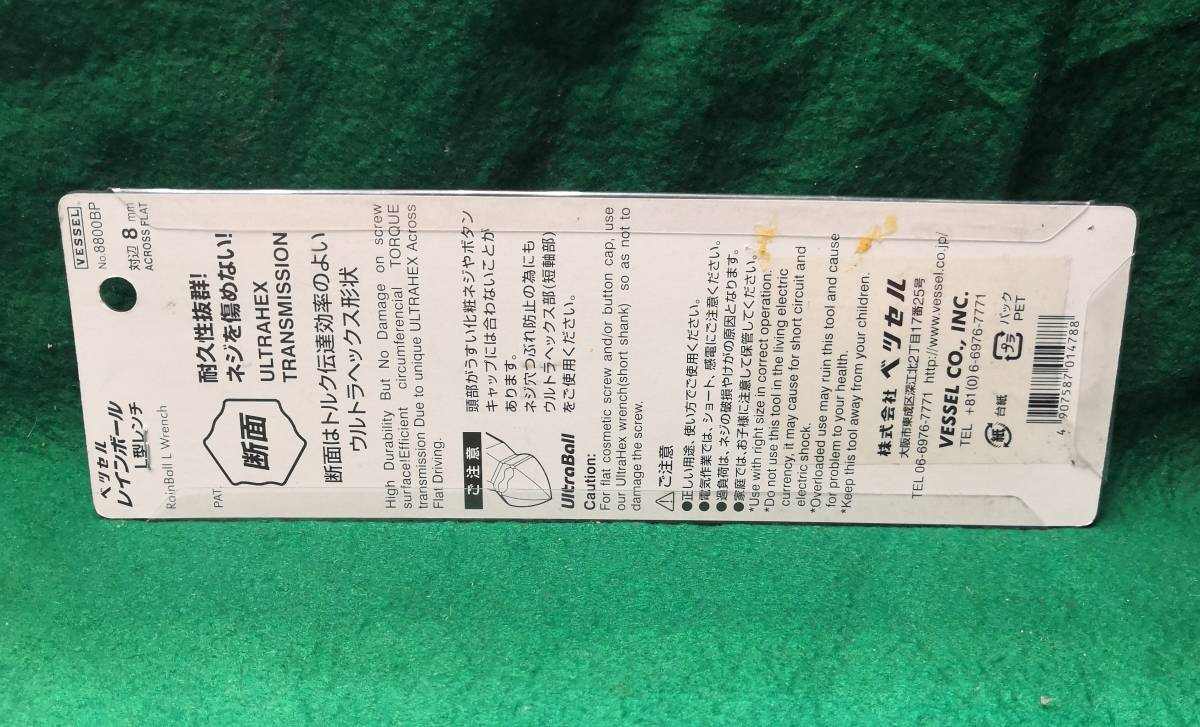 VESSEL
No.8800BP
対辺 8 mm
ACROSS FLAT
ベッセル
レインボール
L型レンチ
RainBall L Wrench
PAT.
断面
耐久性抜群!
ネジを傷めない!
ULTRAHEX
TRANSMISSION
断面はトルク伝達効率のよい
ウルトラヘックス形状
High Durability But No Damage on screw
surface!Efficient circumferencial TORQUE
transmission Due to unique ULTRAHEX Across
Flat Driving.
ご注意
頭部がうすい化粧ネジやボタン
キャップには合わないことが
あります。
ネジ穴つぶれ防止の為にも
ウルトラヘックス部(短軸部)
をご使用ください。
UltraBall
Caution:
For flat cosmetic screw and/or button cap, use
our UltraHex wrench(short shank) so as not to
damage the screw.
ご注意
●正しい用途、使い方でご使用ください。
●電気作業では、ショート、感電にご注意ください。
●過負荷は、ネジの破損やけがの原因となります。
●家庭では、お子様に注意して保管してください。
*Use with right size in correct operation.
*Do not use this tool in the living electric
currency, it may cause for short circuit and
electric shock.
*Overloaded use may ruin this tool and cause
for problem to your health.
*Keep this tool away from your children.
株式会社 ベッセル
大阪市東成区深江北2丁目17番25号
TEL 06-6976-7771 http://www.vessel.co.jp/
VESSEL CO., INC.
TEL +81(0)6-6976-7771
紙 台紙
プラ パック
PET
4 907587 014788